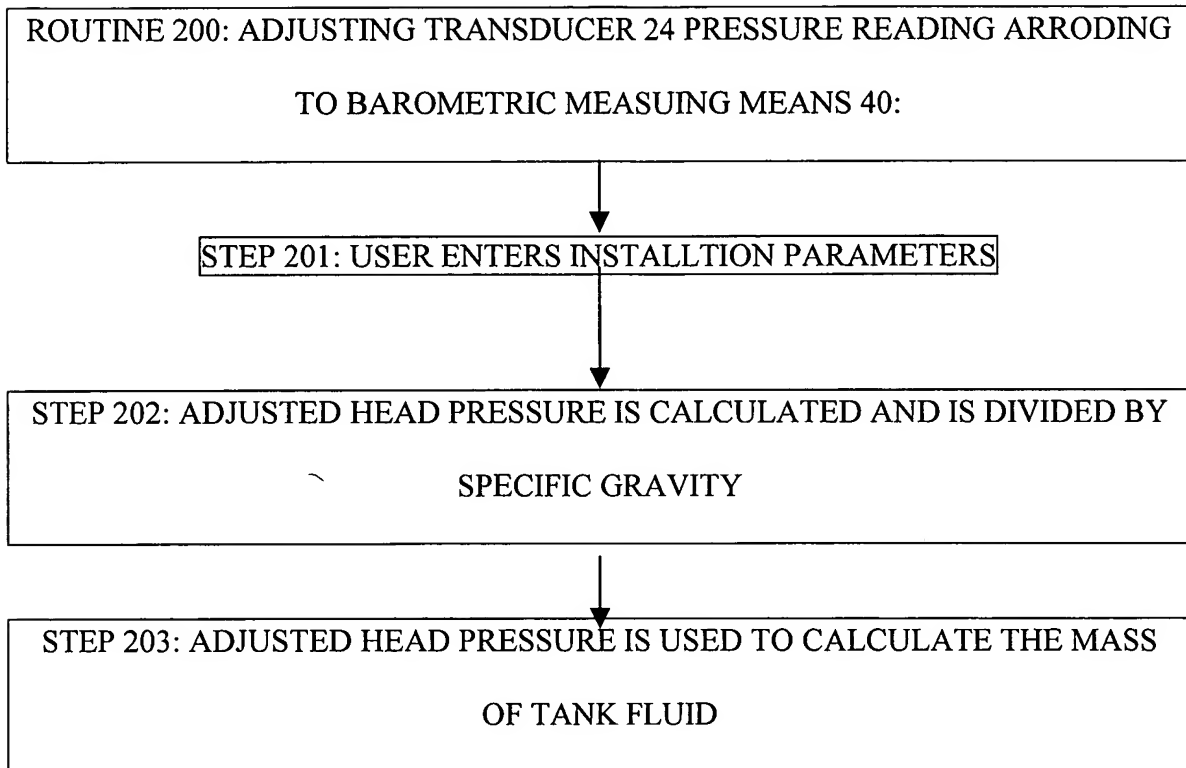 ROUTINE 200: ADJUSTING TRANSDUCER 24 PRESSURE READING ARRODING
TO BAROMETRIC MEASUING MEANS 40:
STEP 201: USER ENTERS INSTALLTION PARAMETERS
STEP 202: ADJUSTED HEAD PRESSURE IS CALCULATED AND IS DIVIDED BY
SPECIFIC GRAVITY
STEP 203: ADJUSTED HEAD PRESSURE IS USED TO CALCULATE THE MASS
OF TANK FLUID